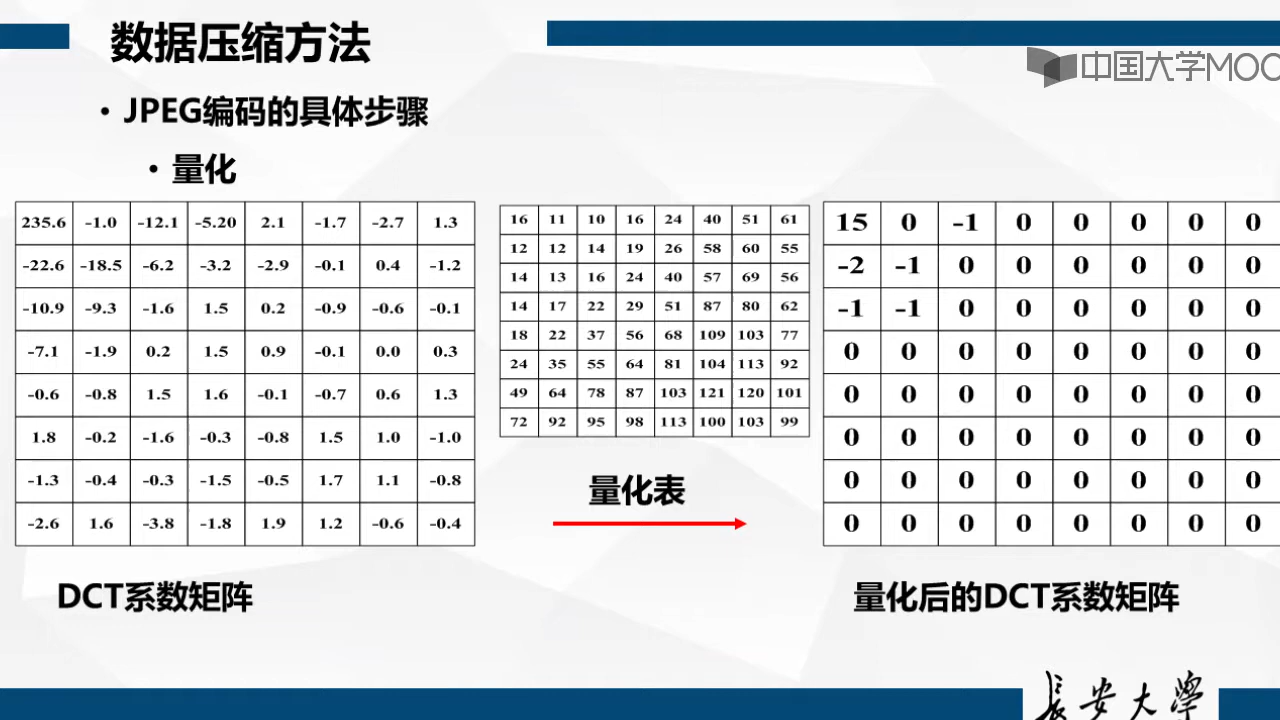 数据压缩方法
中国大学MOO
• JPEG编码的具体步骤
• 量化
235.6 -1.0 -12.1 -5.20 2.1 -1.7 -2.7 1.3
-22.6 -18.5 -6.2 -3.2 -2.9 -0.1 0.4 -1.2
-10.9 -9.3 -1.6 1.5 0.2 -0.9 -0.6 -0.1
-7.1 -1.9 0.2 1.5 0.9 -0.1 0.0 0.3
-0.6 -0.8 1.5 1.6 -0.1 -0.7 0.6 1.3
1.8 -0.2 -1.6 -0.3 -0.8 1.5 1.0 -1.0
-1.3 -0.4 -0.3 -1.5 -0.5 1.7 1.1 -0.8
-2.6 1.6 -3.8 -1.8 1.9 1.2 -0.6 -0.4
DCT系数矩阵
16 11 10 16 24 40 51 61
12 12 14 19 26 58 60 55
14 13 16 24 40 57 69 56
14 17 22 29 51 87 80 62
18 22 37 56 68 109 103 77
24 35 55 64 81 104 113 92
49 64 78 87 103 121 120 101
72 92 95 98 113 100 103 99
量化表
15 0 -1 0 0 0 0 0
-2 -1 0 0 0 0 0 0
-1 -1 0 0 0 0 0 0
0 0 0 0 0 0 0 0
0 0 0 0 0 0 0 0
0 0 0 0 0 0 0 0
0 0 0 0 0 0 0 0
0 0 0 0 0 0 0 0
量化后的DCT系数矩阵
長安大學